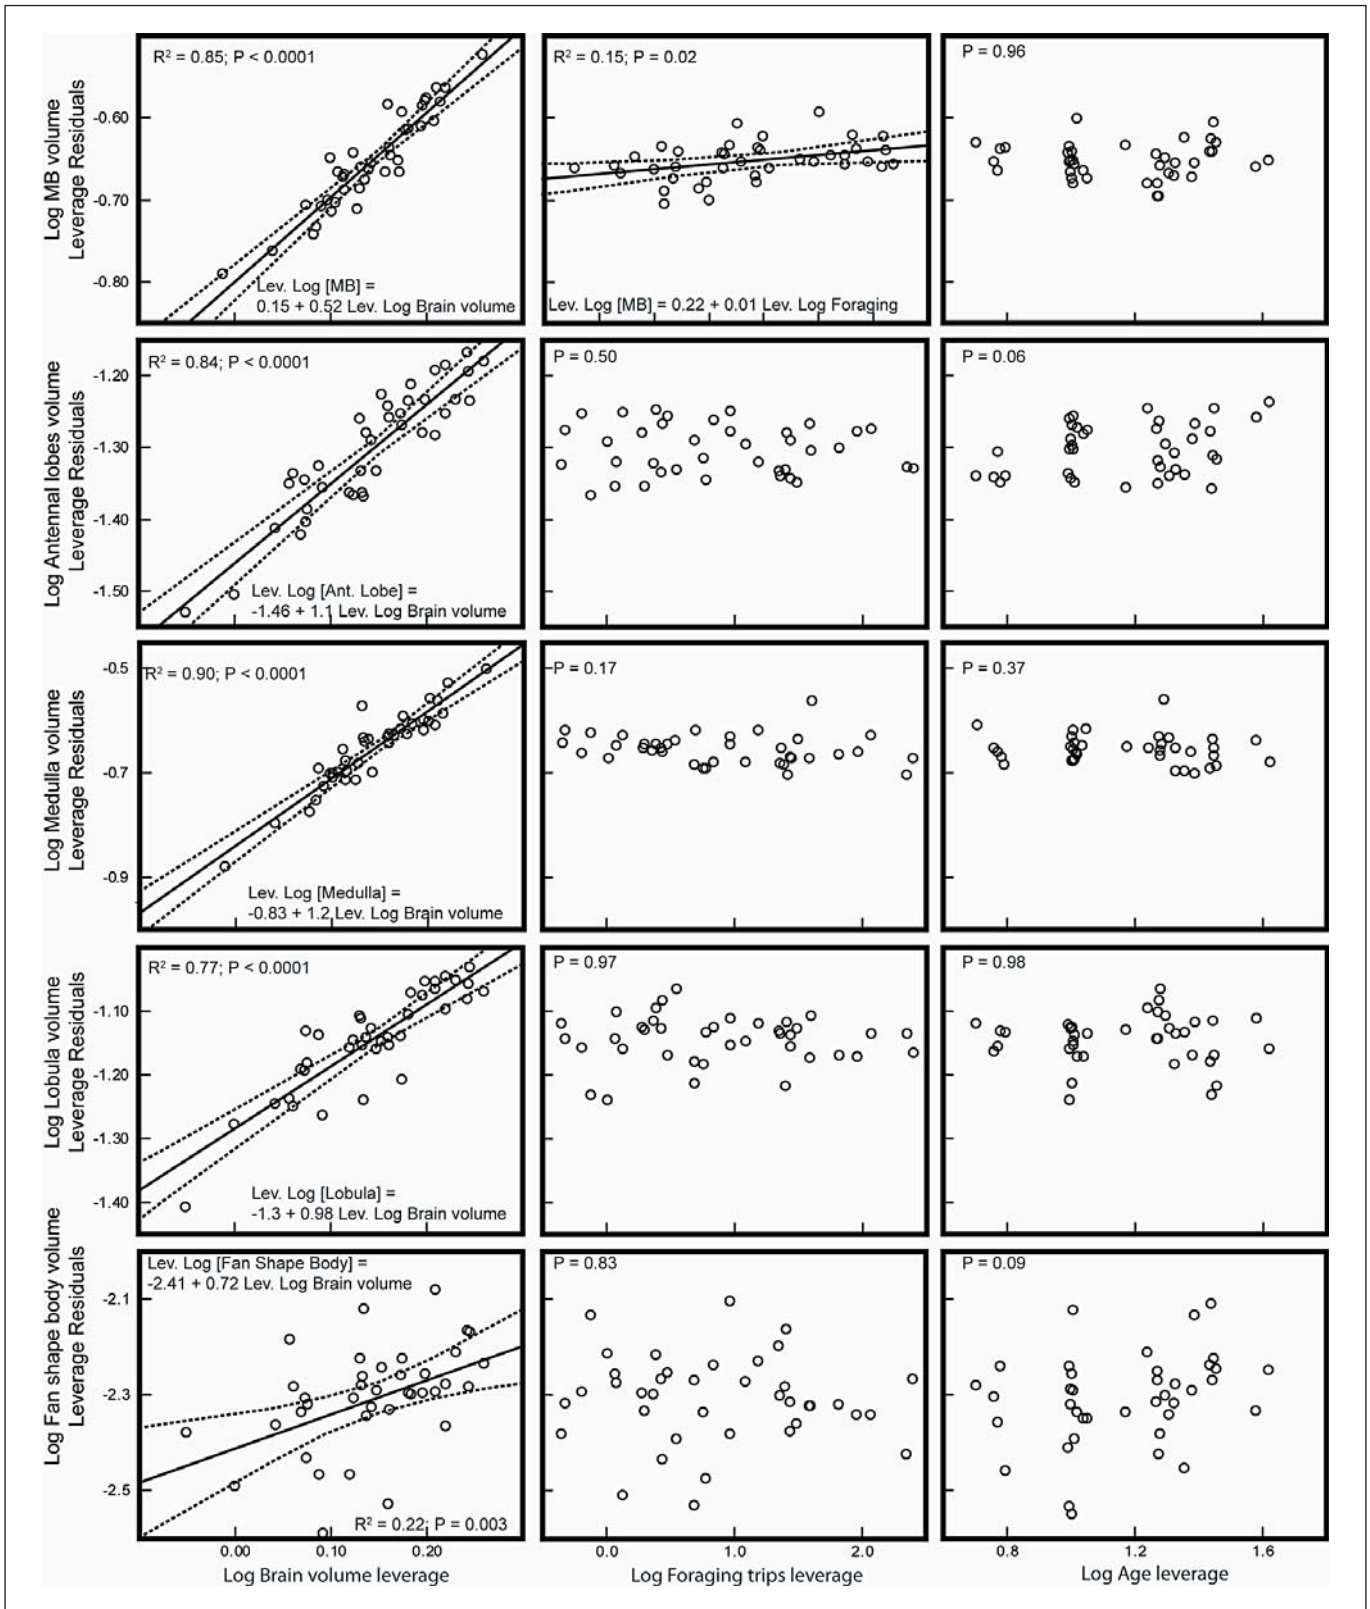 Log MB volume
Leverage Residuals
-0.60
-0.70
-0.80
R² = 0.85; P < 0.0001
Lev. Log [MB] =
0.15 + 0.52 Lev. Log Brain volume
R² = 0.15; P = 0.02
Lev. Log [MB] = 0.22 + 0.01 Lev. Log Foraging
P = 0.96
Log Antennal lobes volume
Leverage Residuals
-1.20
-1.30
-1.40
-1.50
R² = 0.84; P < 0.0001
Lev. Log [Ant. Lobe] =
-1.46 + 1.1 Lev. Log Brain volume
P = 0.50
P = 0.06
Log Medulla volume
Leverage Residuals
-0.5
-0.7
-0.9
R² = 0.90; P < 0.0001
Lev. Log [Medulla] =
-0.83 + 1.2 Lev. Log Brain volume
P = 0.17
P = 0.37
Log Lobula volume
Leverage Residuals
-1.10
-1.20
-1.30
-1.40
R² = 0.77; P < 0.0001
Lev. Log [Lobula] =
-1.3 + 0.98 Lev. Log Brain volume
P = 0.97
P = 0.98
Log Fan shape body volume
Leverage Residuals
-2.1
-2.3
-2.5
Lev. Log [Fan Shape Body] =
-2.41 + 0.72 Lev. Log Brain volume
R² = 0.22; P = 0.003
P = 0.83
P = 0.09
0.00 0.10 0.20
0.0 1.0 2.0
0.8 1.2 1.6
Log Brain volume leverage
Log Foraging trips leverage
Log Age leverage